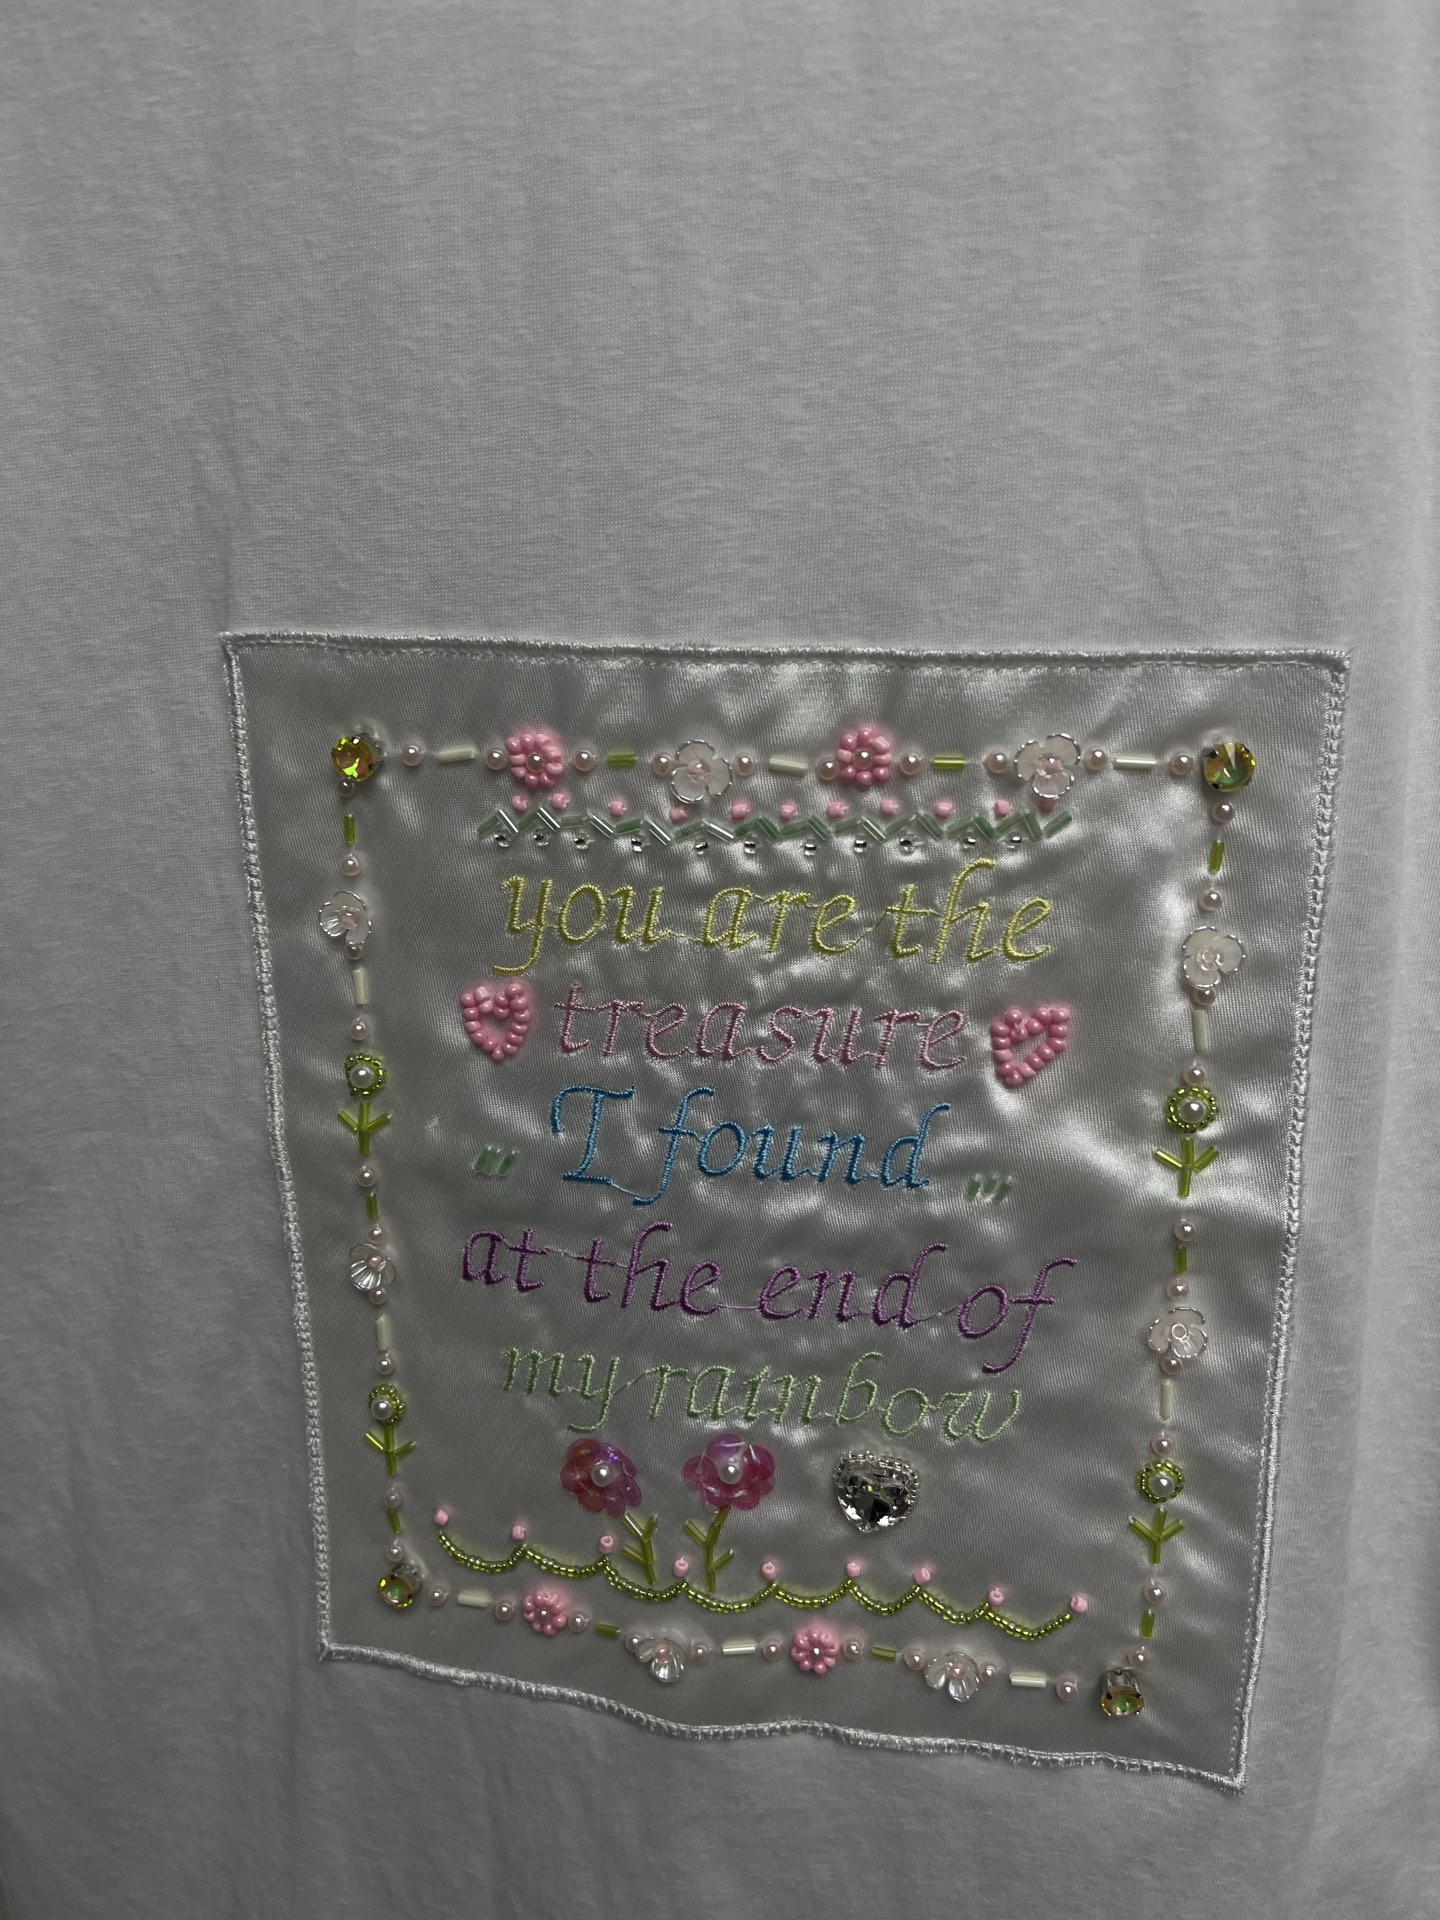 you are the
treasure
I found
at the end of
my rainbow